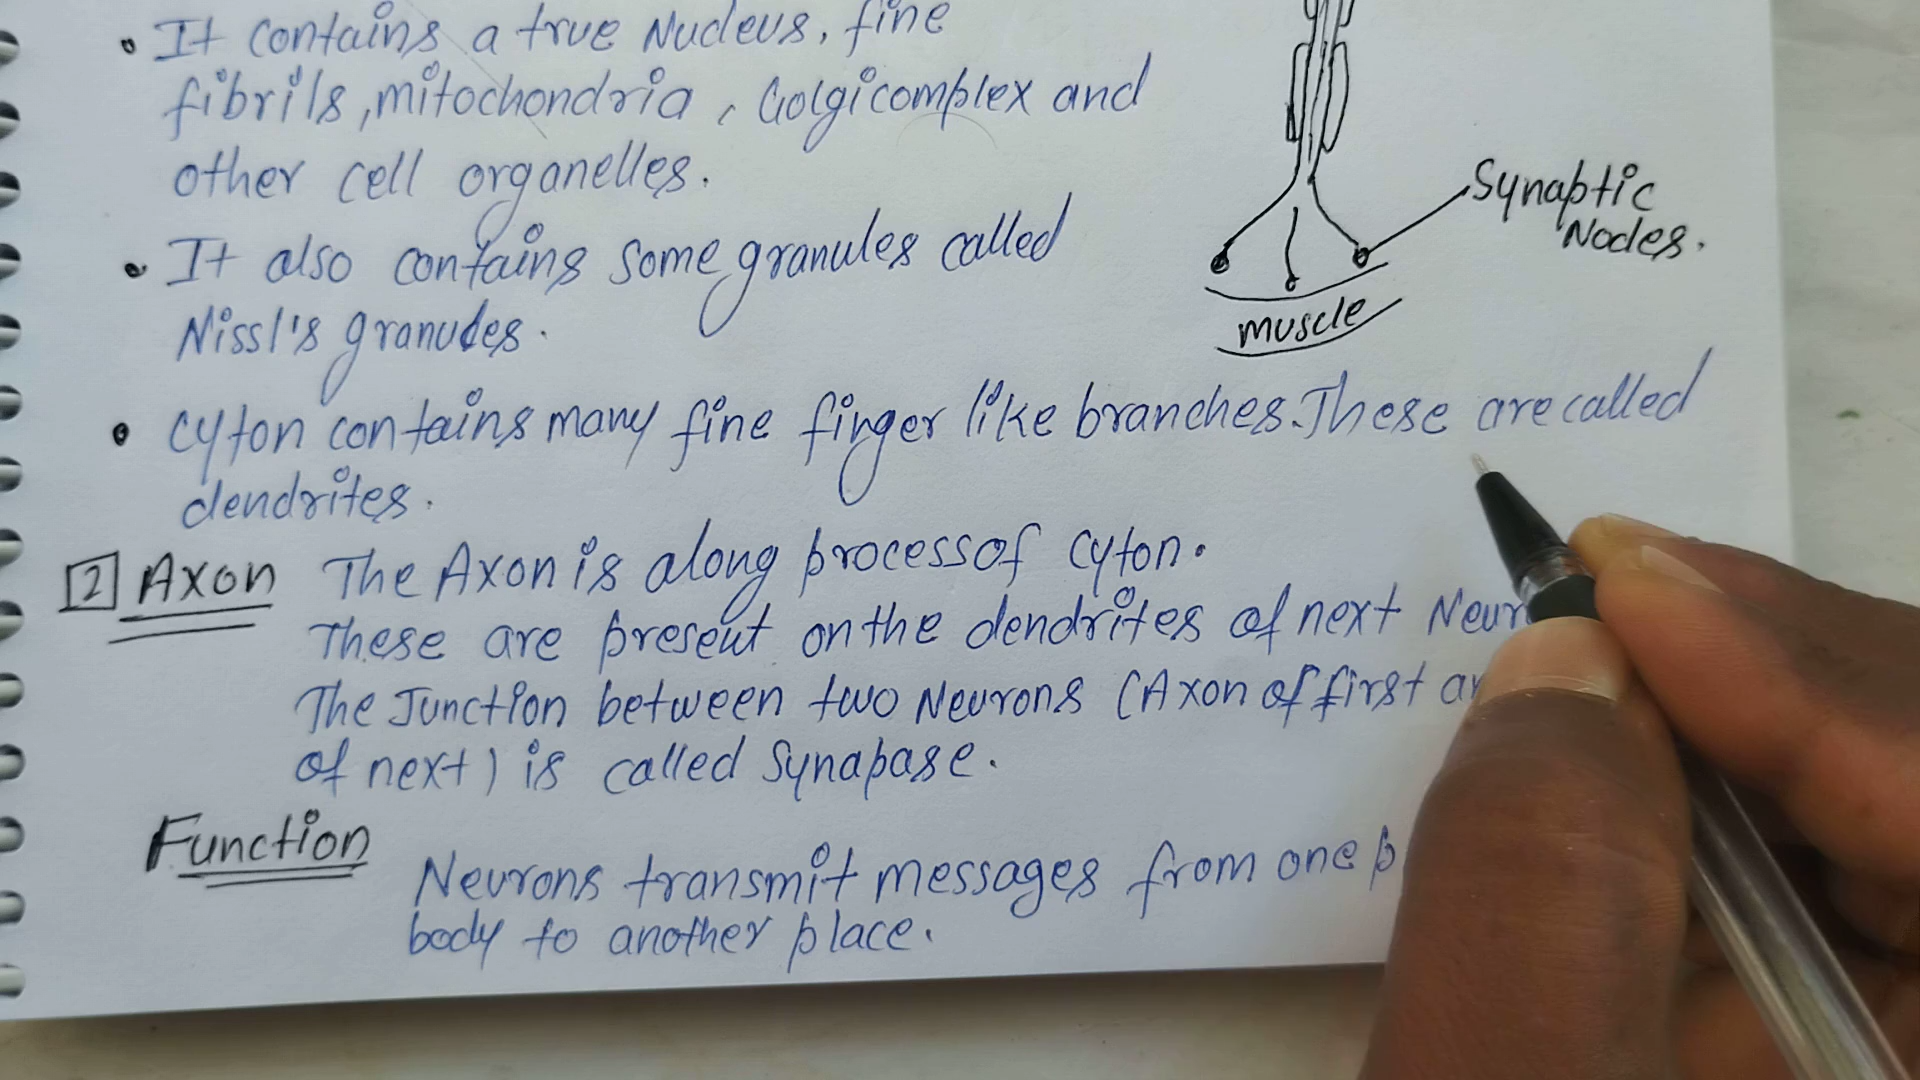 • It contains a true Nucleus, fine
fibrils, mitochondria, Golgi complex and
other cell organelles.
• It also contains some granules called
Nissl's granules.
Synaptic
Nodes.
muscle
• Cyton contains many fine finger like branches. These are called
dendrites.
2 Axon The Axon is along process of Cyton.
These are present on the dendrites of next
The Junction between two Neurons (Axon of first
of next) is called Synapase.
Function
Neurons transmit messages from one
body to another place.